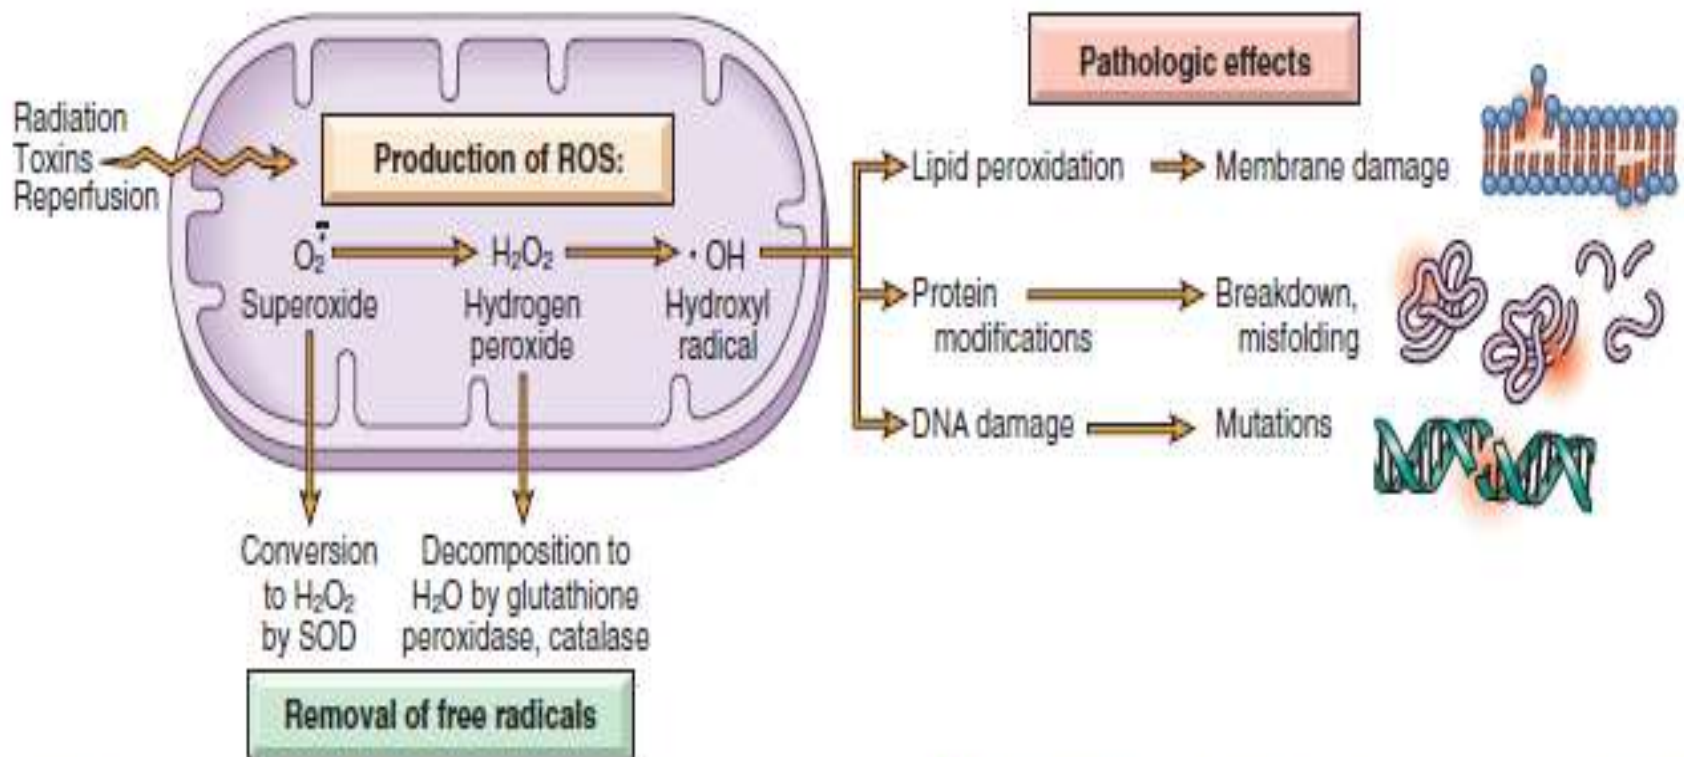 Radiation
Toxins
Reperfusion
Production of ROS:
O₂•̄
H₂O₂
· OH
Superoxide
Hydrogen
peroxide
Hydroxyl
radical
Pathologic effects
Lipid peroxidation
Membrane damage
Protein
modifications
Breakdown,
misfolding
DNA damage
Mutations
Conversion
to H₂O₂
by SOD
Decomposition to
H₂O by glutathione
peroxidase, catalase
Removal of free radicals